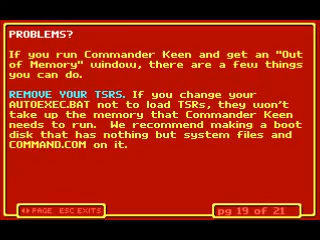 PROBLEMS?
If you run Commander Keen and get an "Out
of Memory" window, there are a few things
you can do.
REMOVE YOUR TSRS. If you change your
AUTOEXEC.BAT not to load TSRs, they won't
take up the memory that Commander Keen
needs to run. We recommend making a boot
disk that has nothing but system files and
COMMAND.COM on it.
PAGE ESC EXITS
pg 19 of 21